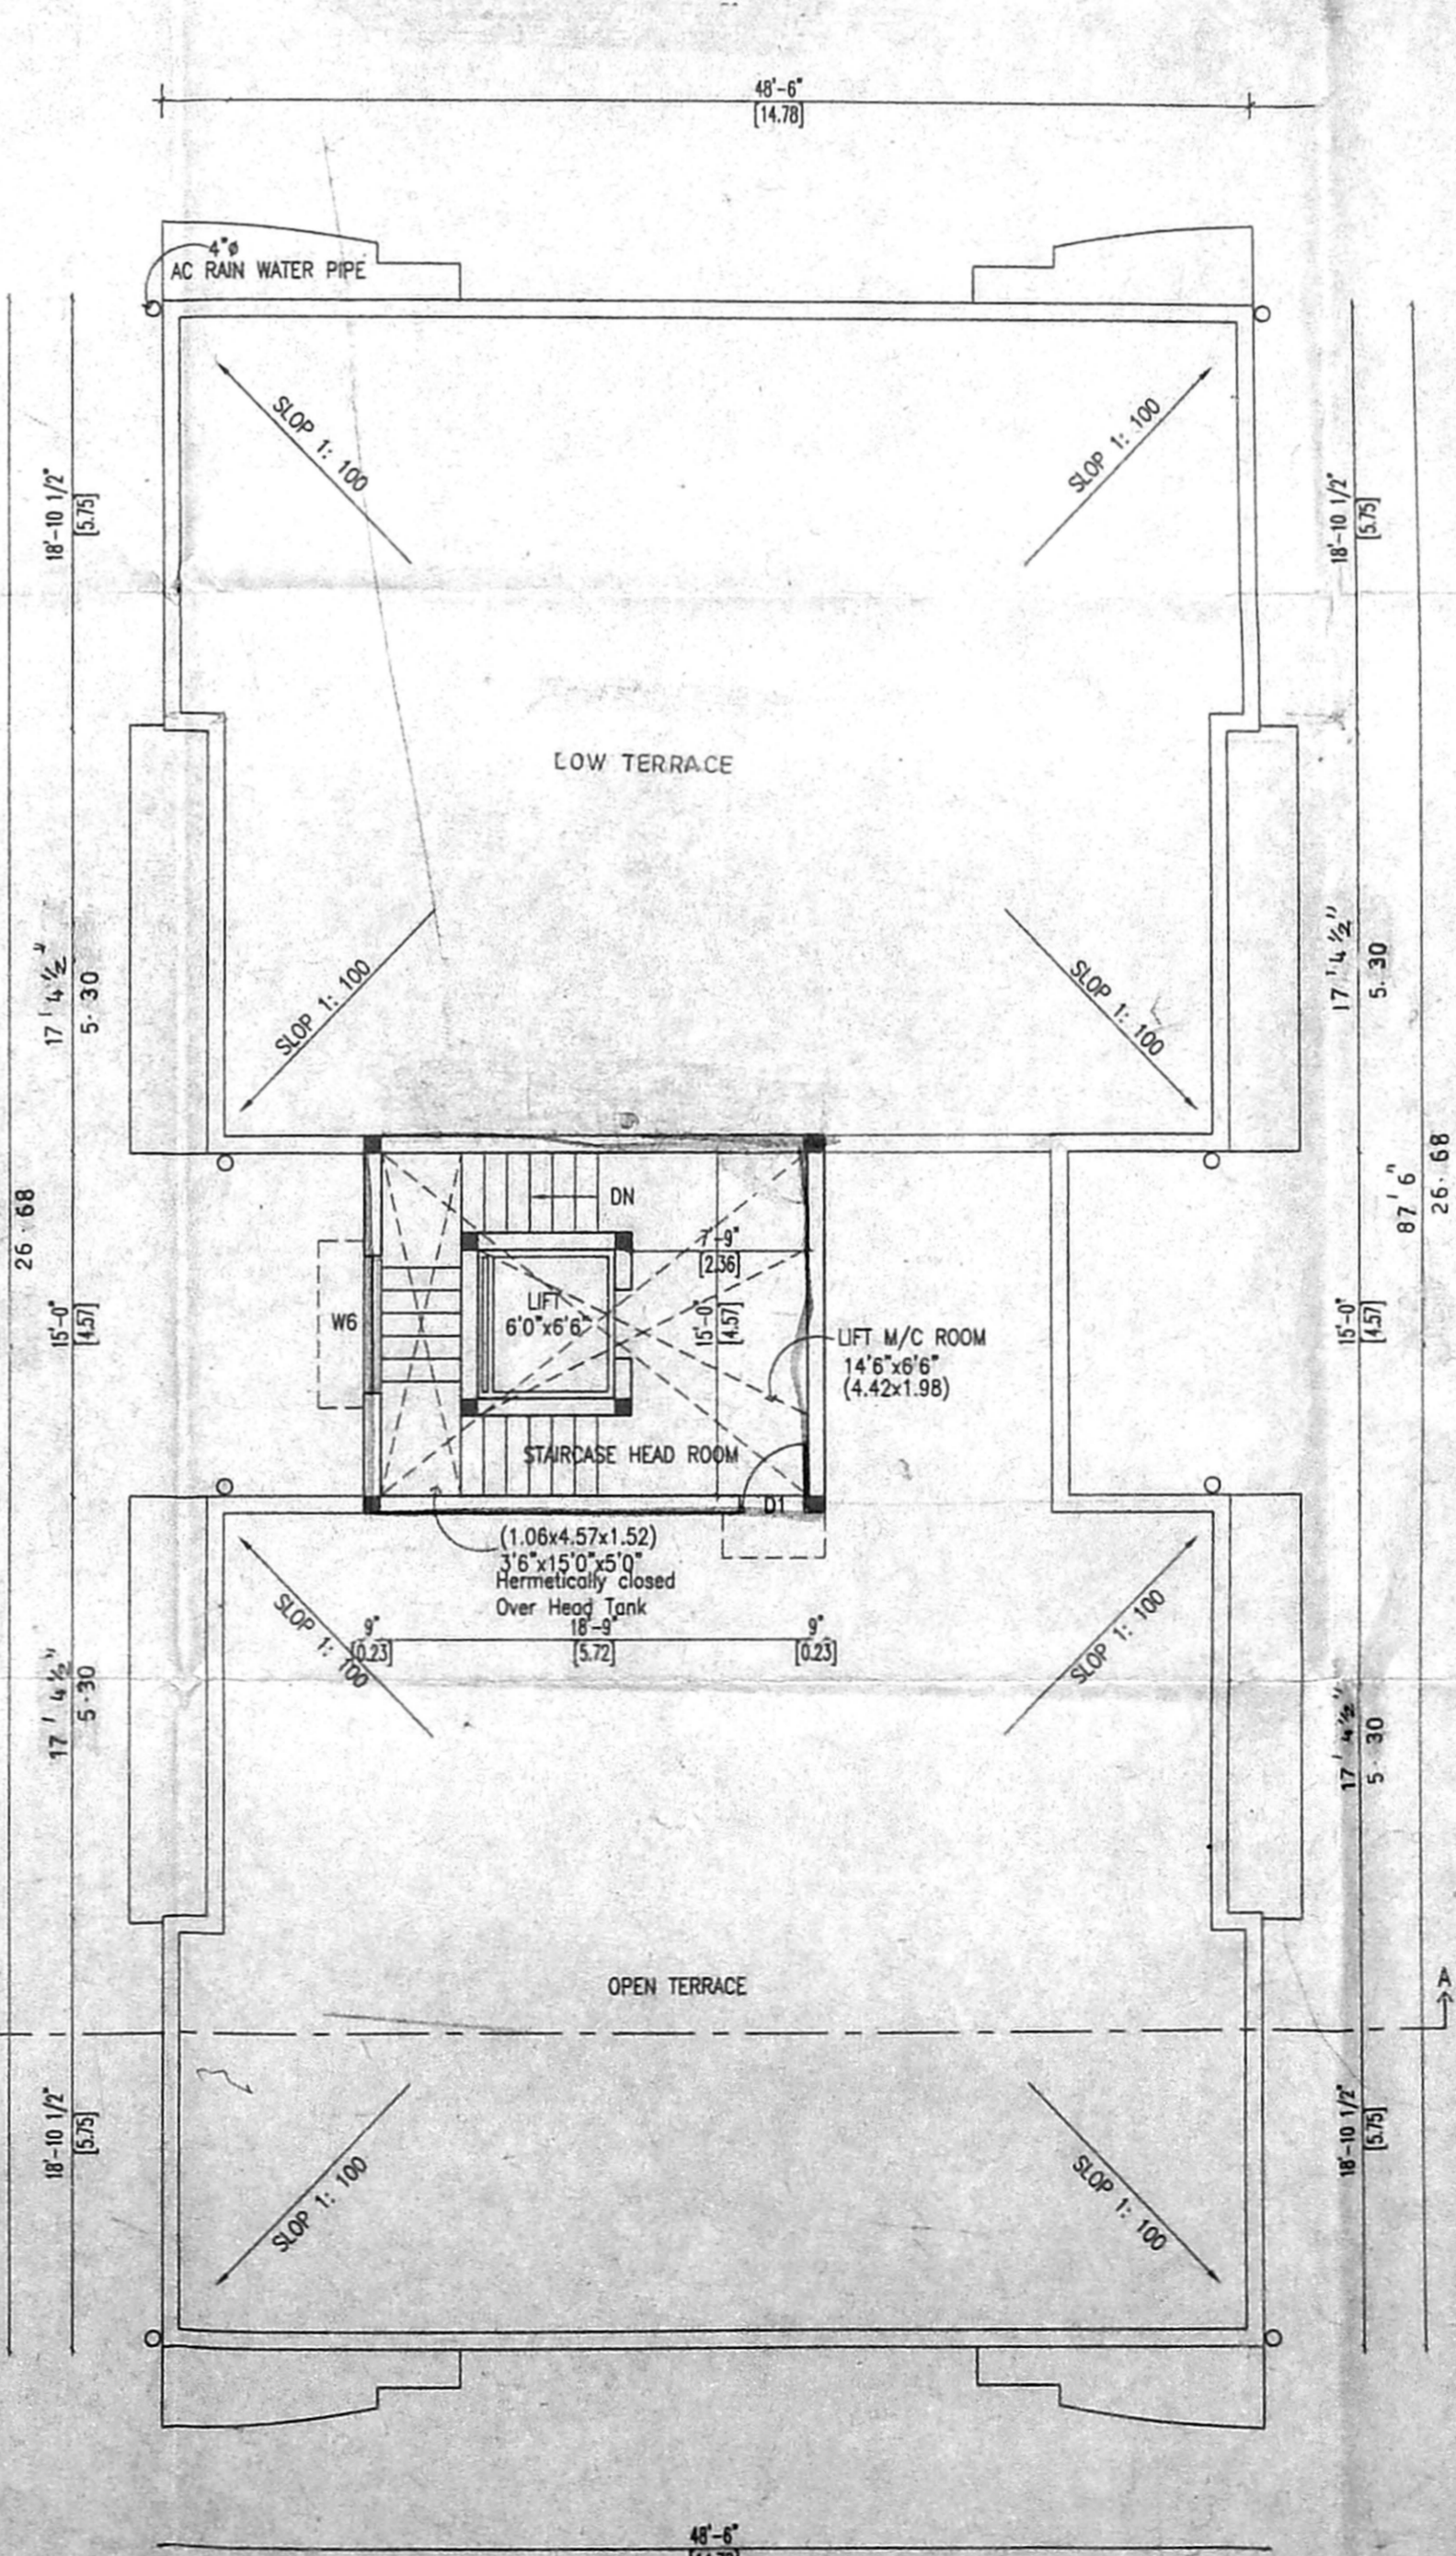 48'-6"
[14.78]
4"ø
AC RAIN WATER PIPE
SLOP 1: 100
SLOP 1: 100
18'-10 1/2"
[5.75]
18'-10 1/2"
[5.75]
LOW TERRACE
17' 4½"
5.30
17' 4½"
5.30
SLOP 1: 100
SLOP 1: 100
DN
26.68
87' 6"
26.68
7'-9"
[2.36]
LIFT
6'0"x6'6"
W6
15'-0"
[4.57]
15'-0"
[4.57]
15'-0"
[4.57]
LIFT M/C ROOM
14'6"x6'6"
(4.42x1.98)
STAIRCASE HEAD ROOM
D1
(1.06x4.57x1.52)
3'6"x15'0"x5'0"
Hermetically closed
Over Head Tank
9"
[0.23]
18'-9"
[5.72]
9"
[0.23]
SLOP 1: 100
SLOP 1: 100
17' 4½"
5.30
17' 4½"
5.30
OPEN TERRACE
A
18'-10 1/2"
[5.75]
18'-10 1/2"
[5.75]
SLOP 1: 100
SLOP 1: 100
48'-6"